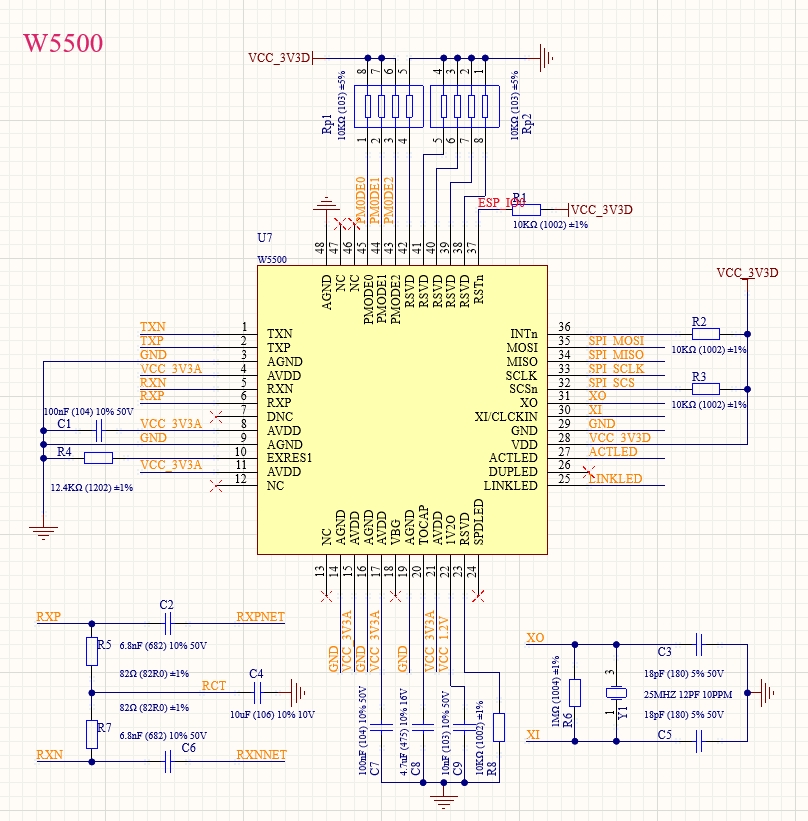 W5500
VCC_3V3D
8
7
6
5
4
3
2
1
Rp1
10KΩ (103) ±5%
10KΩ (103) ±5%
Rp2
1
2
3
4
5
6
7
8
PMODE0
PMODE1
PMODE2
ESP_IO0
R1
VCC_3V3D
10KΩ (1002) ±1%
U7
W5500
48
47
46
45
44
43
42
41
40
39
38
37
AGND
NC
NC
PMODE0
PMODE1
PMODE2
RSVD
RSVD
RSVD
RSVD
RSVD
RSTn
VCC_3V3D
TXN 1 TXN
TXP 2 TXP
GND 3 AGND
VCC_3V3A 4 AVDD
RXN 5 RXN
RXP 6 RXP
7 DNC
VCC_3V3A 8 AVDD
GND 9 AGND
10 EXRES1
VCC_3V3A 11 AVDD
12 NC
100nF (104) 10% 50V
C1
R4
12.4KΩ (1202) ±1%
INTn 36
MOSI 35 SPI_MOSI
MISO 34 SPI_MISO
SCLK 33 SPI_SCLK
SCSn 32 SPI_SCS
XO 31 XO
XI/CLKCIN 30 XI
GND 29 GND
VDD 28 VCC_3V3D
ACTLED 27 ACTLED
DUPLED 26
LINKLED 25 LINKLED
R2
10KΩ (1002) ±1%
R3
10KΩ (1002) ±1%
NC
AGND
AVDD
AGND
AVDD
VBG
AGND
TOCAP
AVDD
1V2O
RSVD
SPDLED
13
14
15
16
17
18
19
20
21
22
23
24
GND
VCC_3V3A
GND
VCC_3V3A
GND
VCC_3V3A
VCC_1.2V
100nF (104) 10% 50V
C7
4.7uF (475) 10% 16V
C8
10nF (103) 10% 50V
C9
10KΩ (1002) ±1%
R8
RXP
C2
RXPNET
R5
6.8nF (682) 10% 50V
82Ω (82R0) ±1%
RCT
C4
82Ω (82R0) ±1%
10uF (106) 10% 10V
R7
6.8nF (682) 10% 50V
RXN
C6
RXNNET
XO
C3
18pF (180) 5% 50V
1MΩ (1004) ±1%
R6
3
1
Y1
25MHZ 12PF 10PPM
18pF (180) 5% 50V
XI
C5